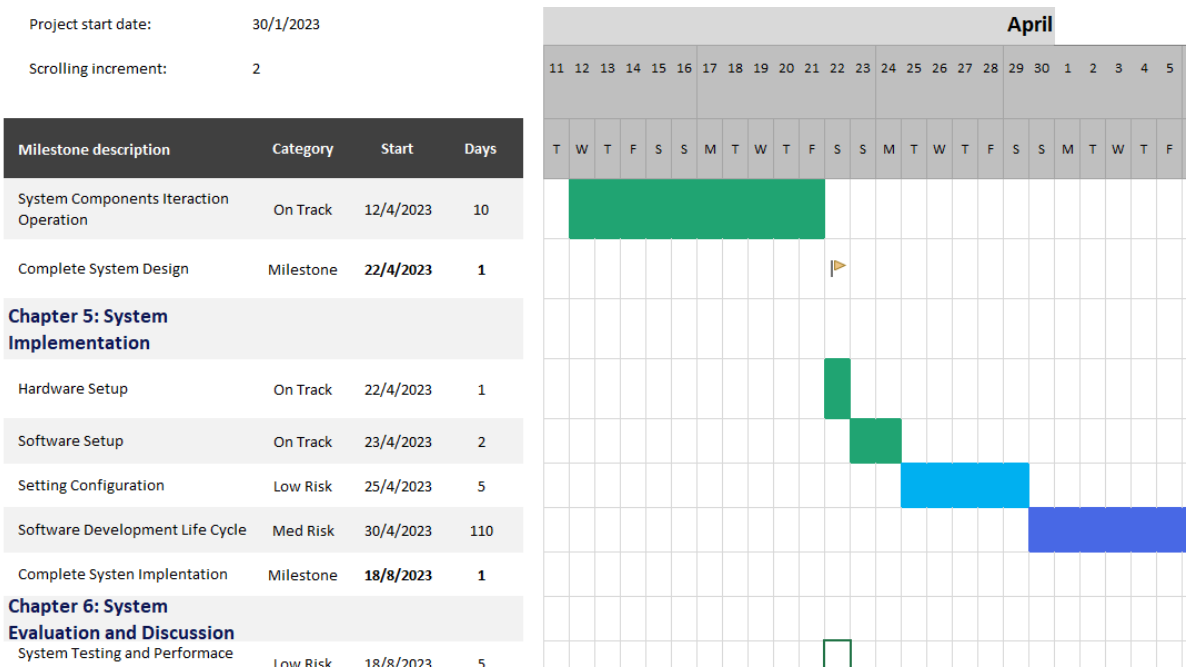 Project start date: 30/1/2023
April
Scrolling increment: 2
11 12 13 14 15 16 17 18 19 20 21 22 23 24 25 26 27 28 29 30 1 2 3 4 5
Milestone description Category Start Days
T W T F S S M T W T F S S M T W T F S S M T W T F
System Components Iteraction
Operation On Track 12/4/2023 10
Complete System Design Milestone 22/4/2023 1
Chapter 5: System
Implementation
Hardware Setup On Track 22/4/2023 1
Software Setup On Track 23/4/2023 2
Setting Configuration Low Risk 25/4/2023 5
Software Development Life Cycle Med Risk 30/4/2023 110
Complete Systen Implentation Milestone 18/8/2023 1
Chapter 6: System
Evaluation and Discussion
System Testing and Performace
Low Risk 18/8/2023 5